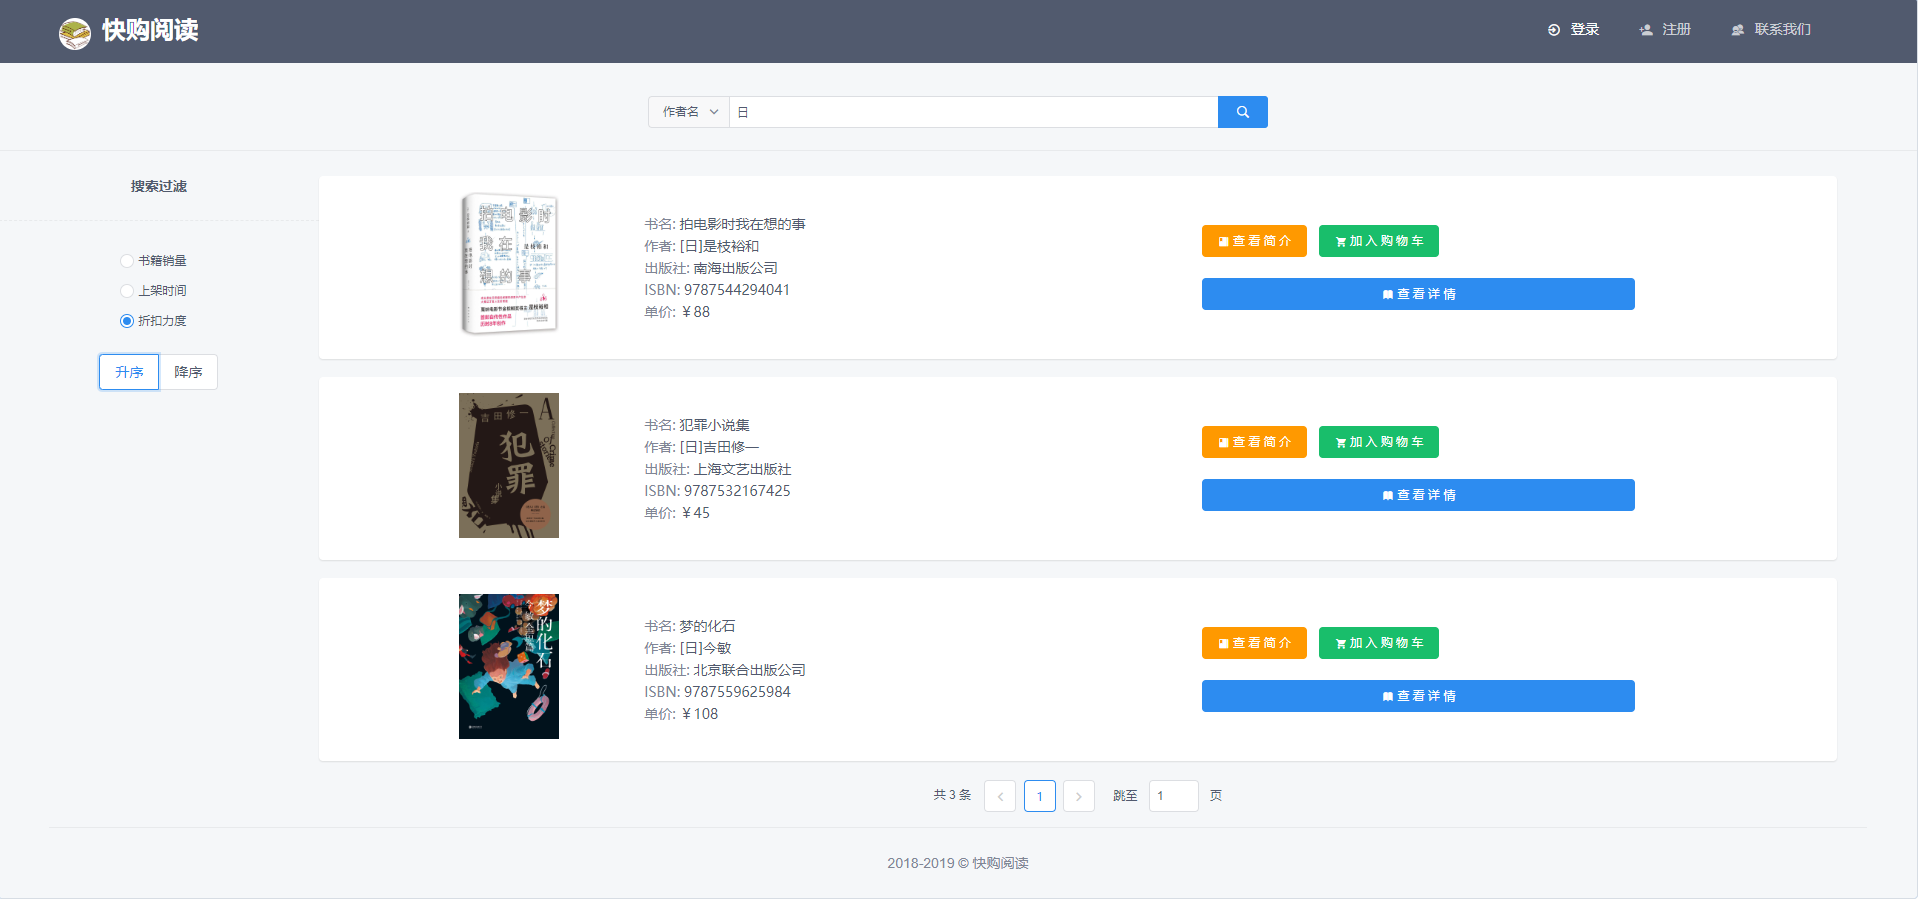 快购阅读
登录
注册
联系我们
作者名
日
搜索过滤
书籍销量
上架时间
折扣力度
升序
降序
拍电影时
我在
想的事
是枝裕和
书名: 拍电影时我在想的事
作者: [日]是枝裕和
出版社: 南海出版公司
ISBN: 9787544294041
单价: ￥88
查看简介
加入购物车
查看详情
吉田修一
A
犯
罪
小说集
书名: 犯罪小说集
作者: [日]吉田修一
出版社: 上海文艺出版社
ISBN: 9787532167425
单价: ￥45
查看简介
加入购物车
查看详情
梦的化石
书名: 梦的化石
作者: [日]今敏
出版社: 北京联合出版公司
ISBN: 9787559625984
单价: ￥108
查看简介
加入购物车
查看详情
共 3 条
1
跳至
1
页
2018-2019 © 快购阅读